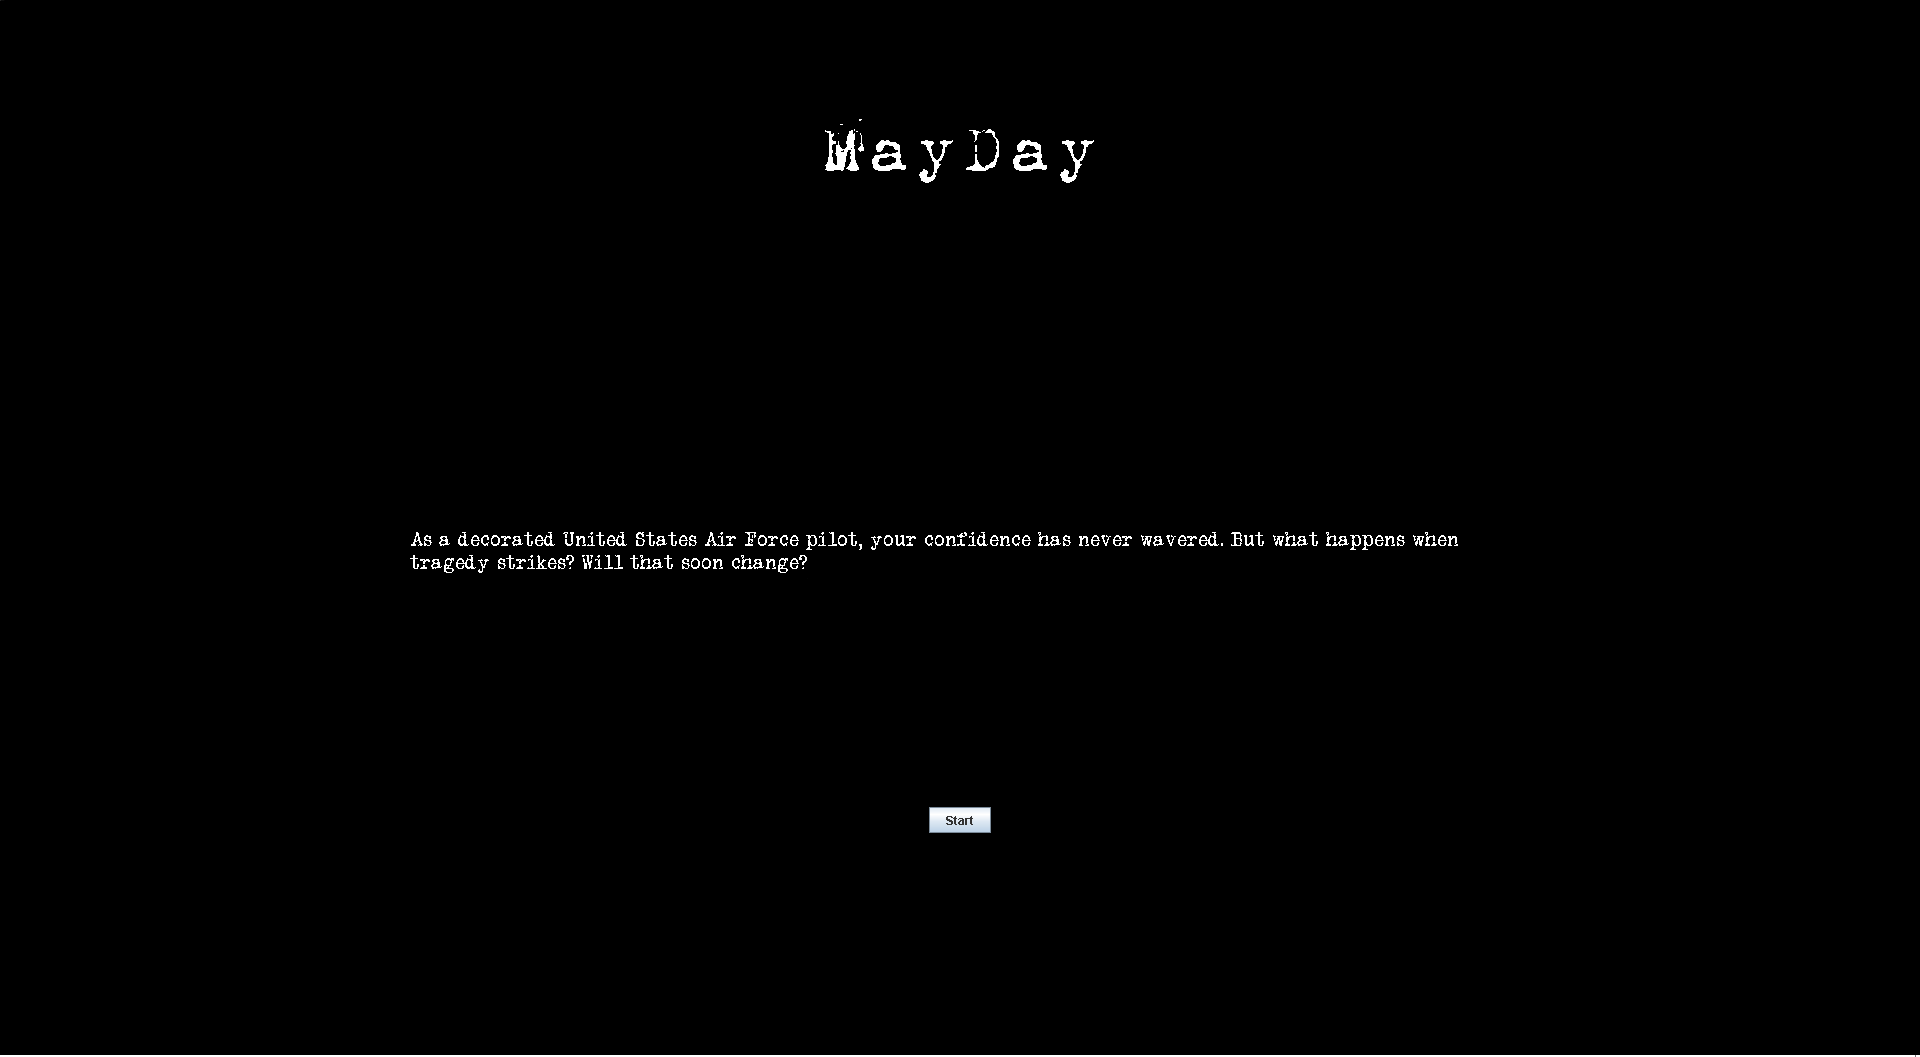 MayDay
As a decorated United States Air Force pilot, your confidence has never wavered. But what happens when
tragedy strikes? Will that soon change?
Start